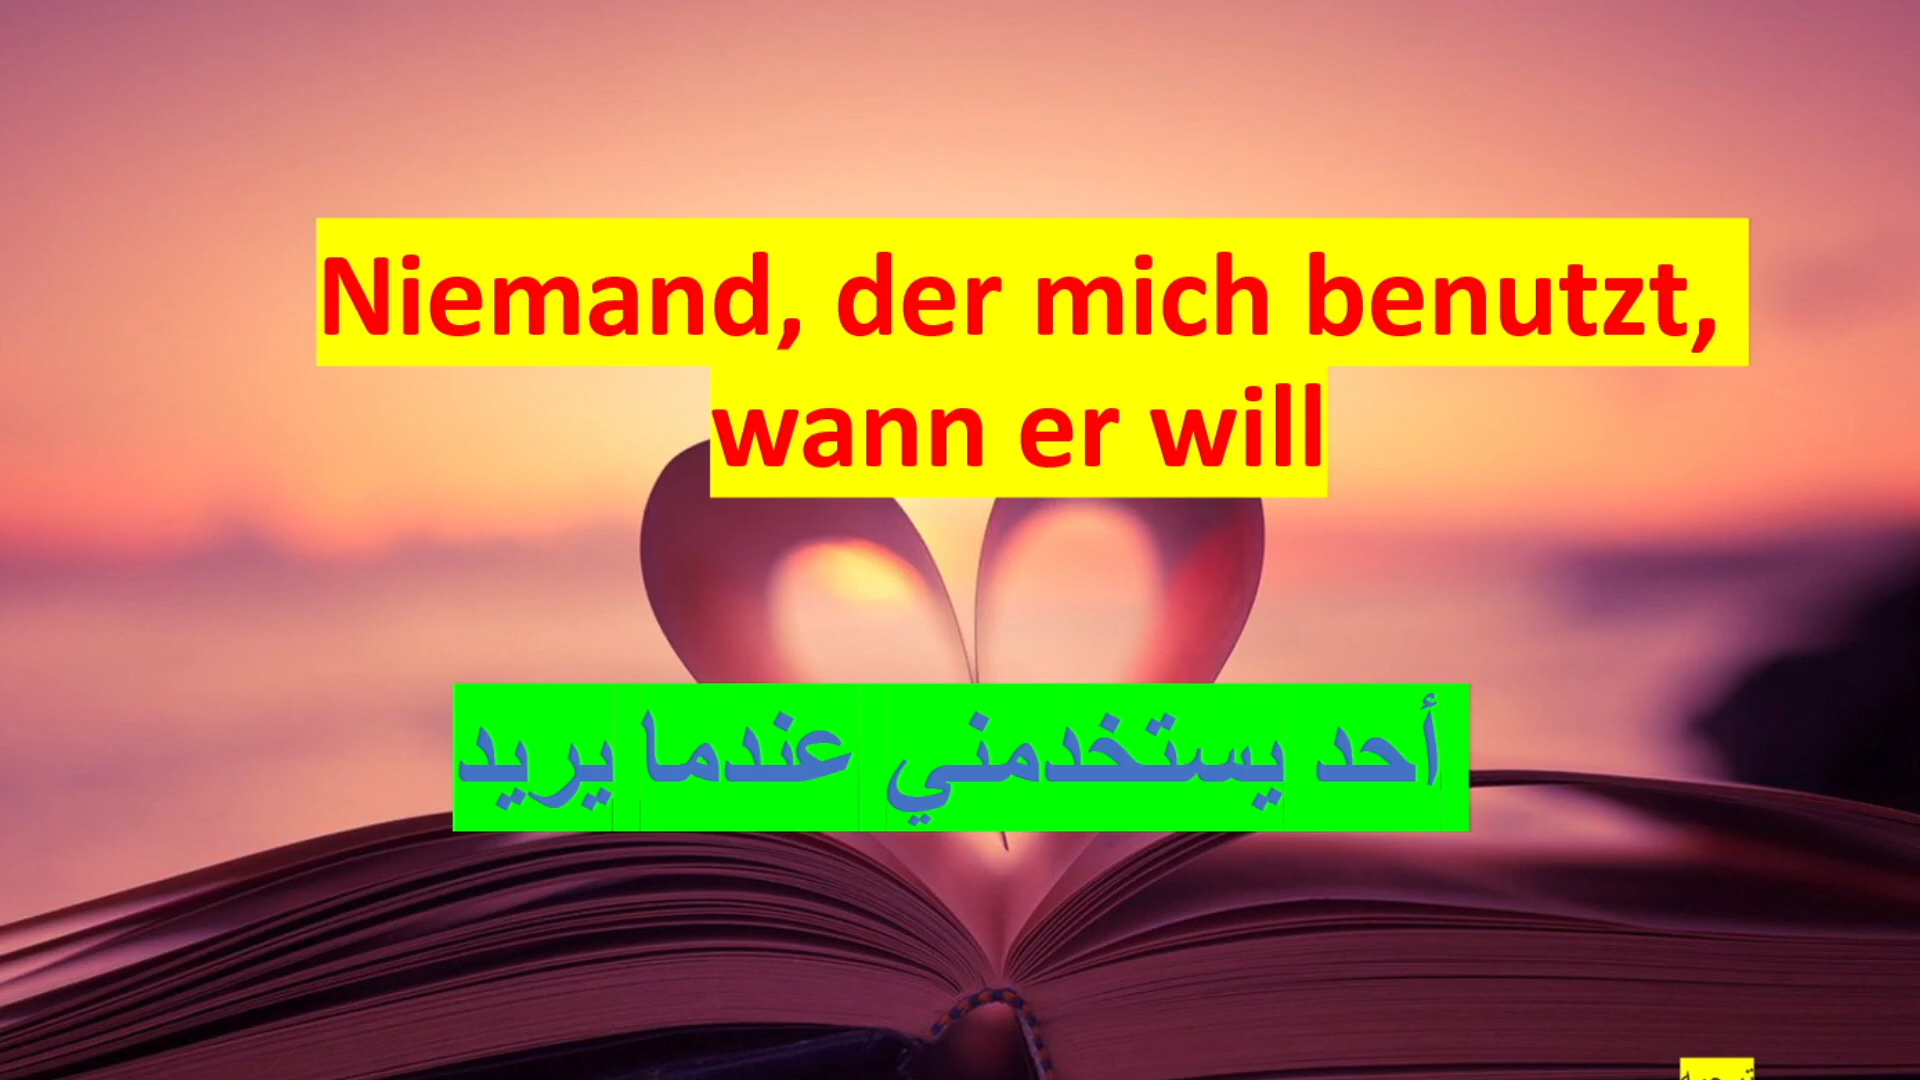 Niemand, der mich benutzt,
wann er will
أحد يستخدمني عندما يريد